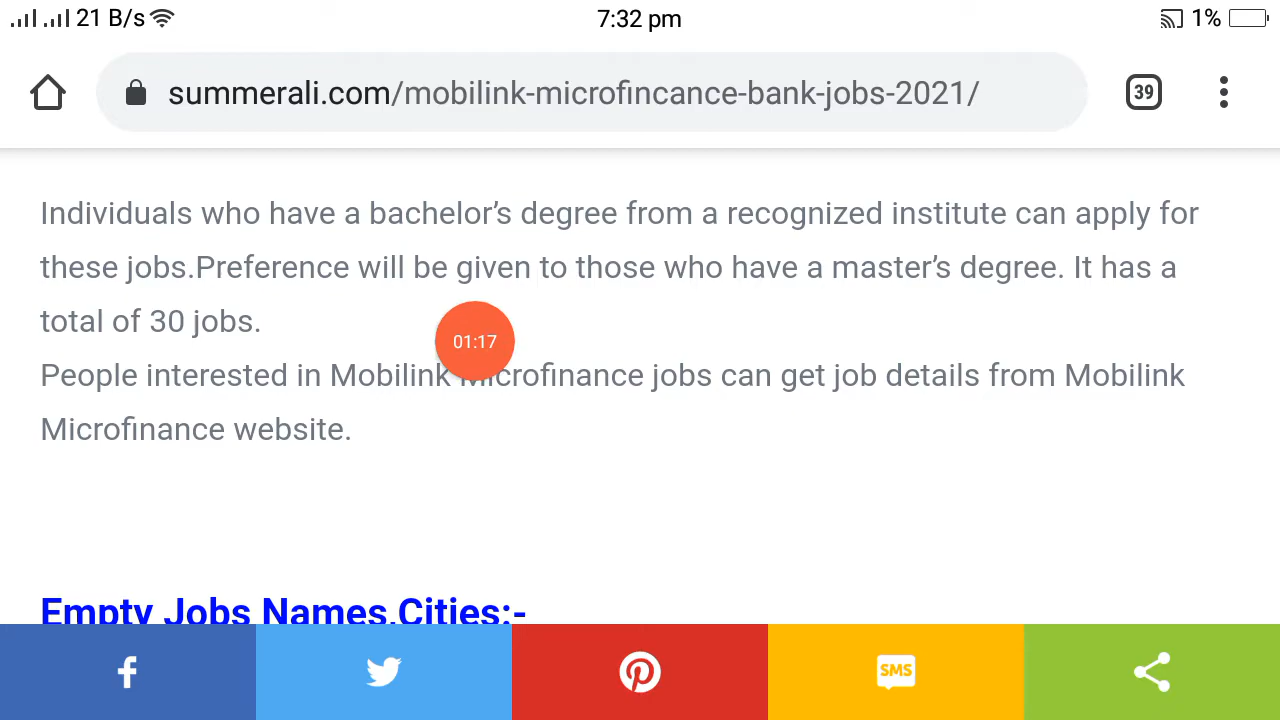 21 B/s 7:32 pm 1%
summerali.com/mobilink-microfincance-bank-jobs-2021/ 39
Individuals who have a bachelor’s degree from a recognized institute can apply for
these jobs.Preference will be given to those who have a master’s degree. It has a
total of 30 jobs.
01:17
People interested in Mobilink Microfinance jobs can get job details from Mobilink
Microfinance website.
Empty Jobs Names,Cities:-
SMS